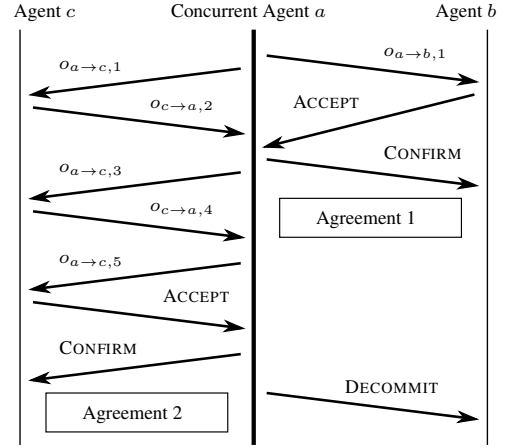 Agent c Concurrent Agent a Agent b
o_{a→c,1}
o_{a→b,1}
o_{c→a,2}
ACCEPT
CONFIRM
o_{a→c,3}
o_{c→a,4}
Agreement 1
o_{a→c,5}
ACCEPT
CONFIRM
DECOMMIT
Agreement 2